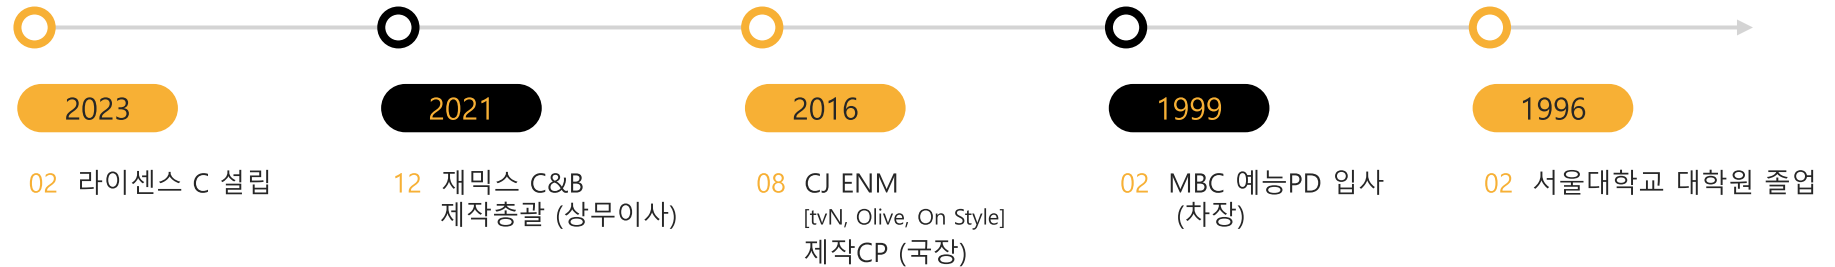 2023
02 라이센스 C 설립
2021
12 재믹스 C&B
제작총괄 (상무이사)
2016
08 CJ ENM
[tvN, Olive, On Style]
제작CP (국장)
1999
02 MBC 예능PD 입사
(차장)
1996
02 서울대학교 대학원 졸업